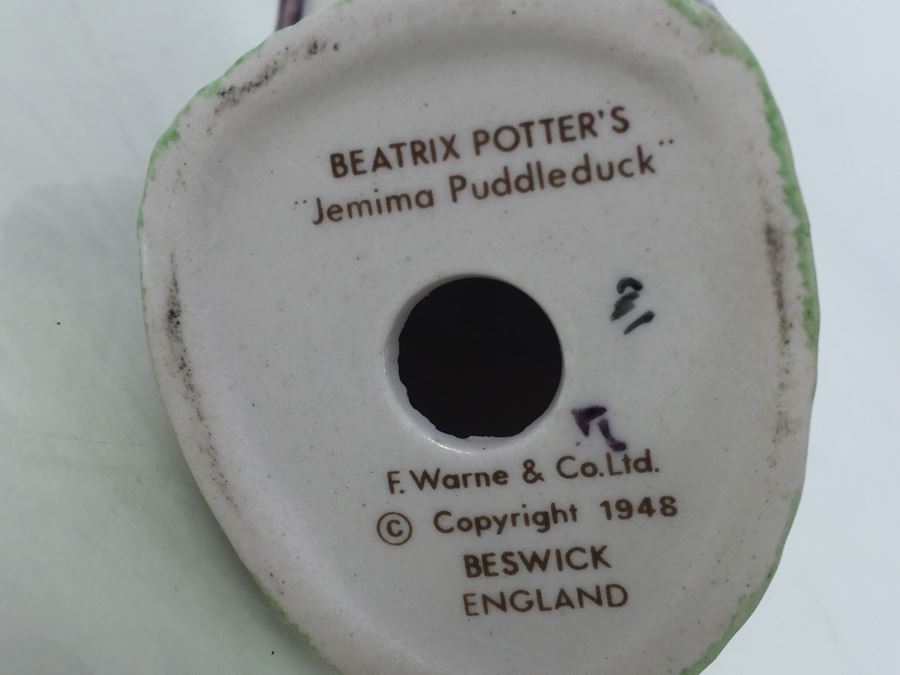 BEATRIX POTTER'S
"Jemima Puddleduck"
F. Warne & Co. Ltd.
© Copyright 1948
BESWICK
ENGLAND